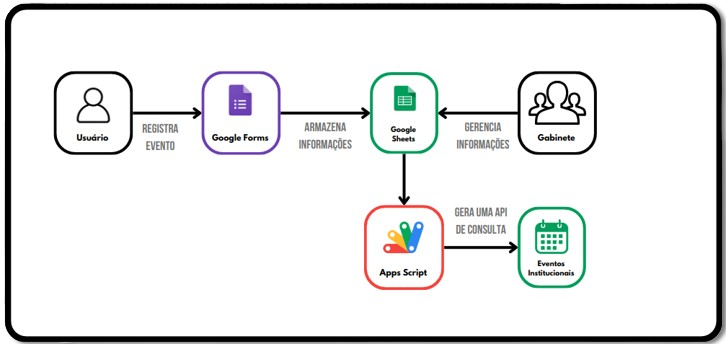 Usuário
REGISTRA
EVENTO
Google Forms
ARMAZENA
INFORMAÇÕES
Google
Sheets
GERENCIA
INFORMAÇÕES
Gabinete
Apps Script
GERA UMA API
DE CONSULTA
Eventos
Institucionais